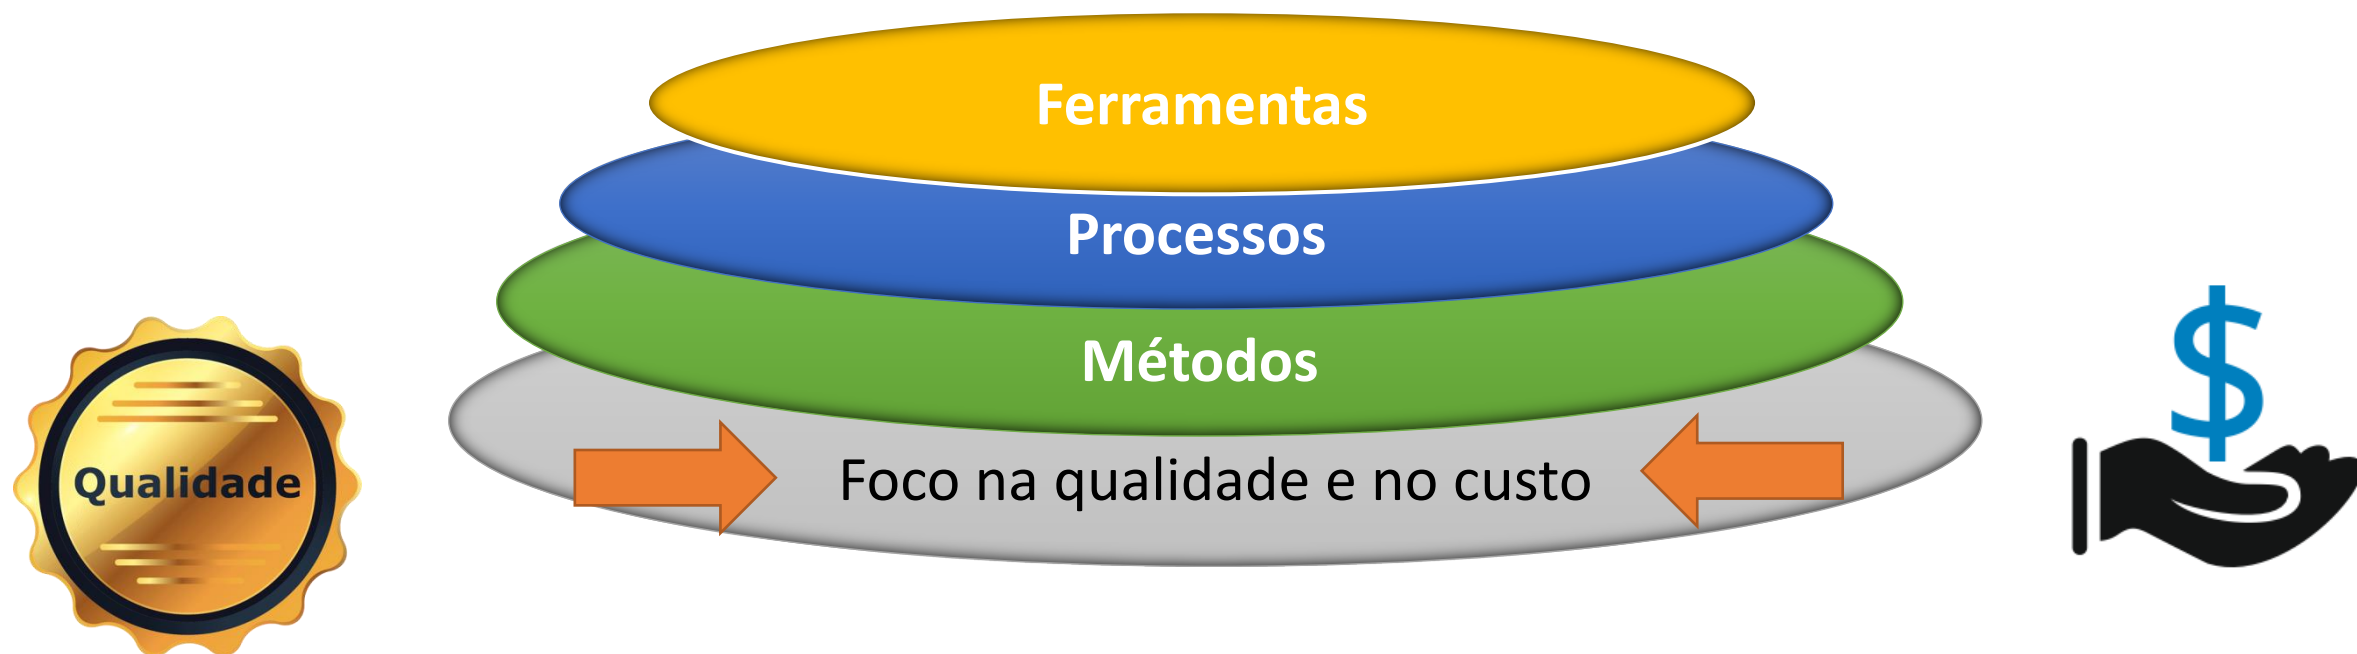 Ferramentas
Processos
Métodos
Foco na qualidade e no custo
Qualidade
$